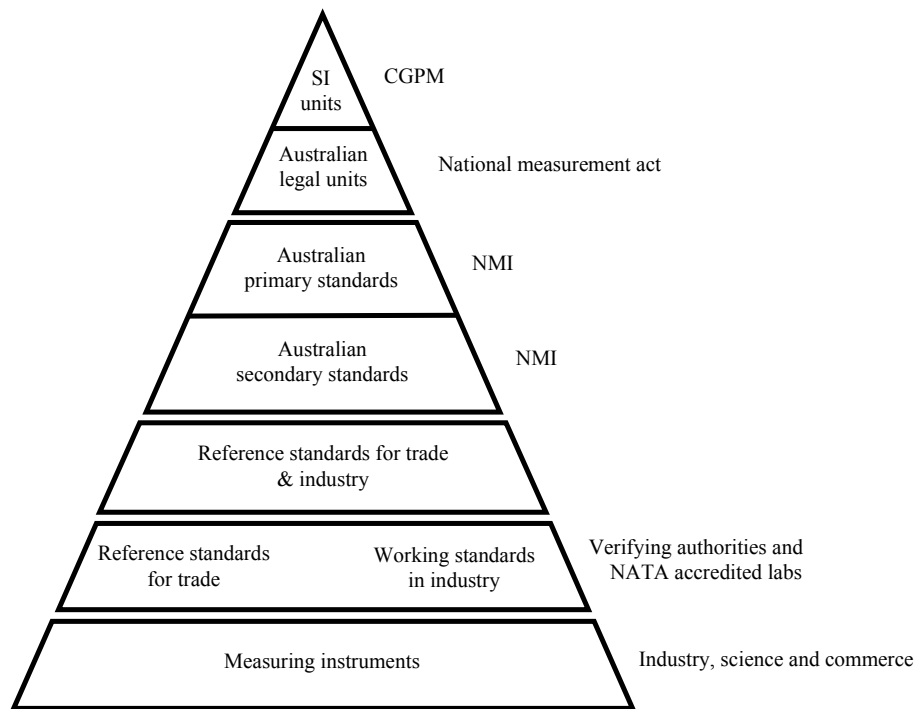 SI
units
CGPM
Australian
legal units
National measurement act
Australian
primary standards
NMI
Australian
secondary standards
NMI
Reference standards for trade
& industry
Reference standards
for trade
Working standards
in industry
Verifying authorities and
NATA accredited labs
Measuring instruments
Industry, science and commerce